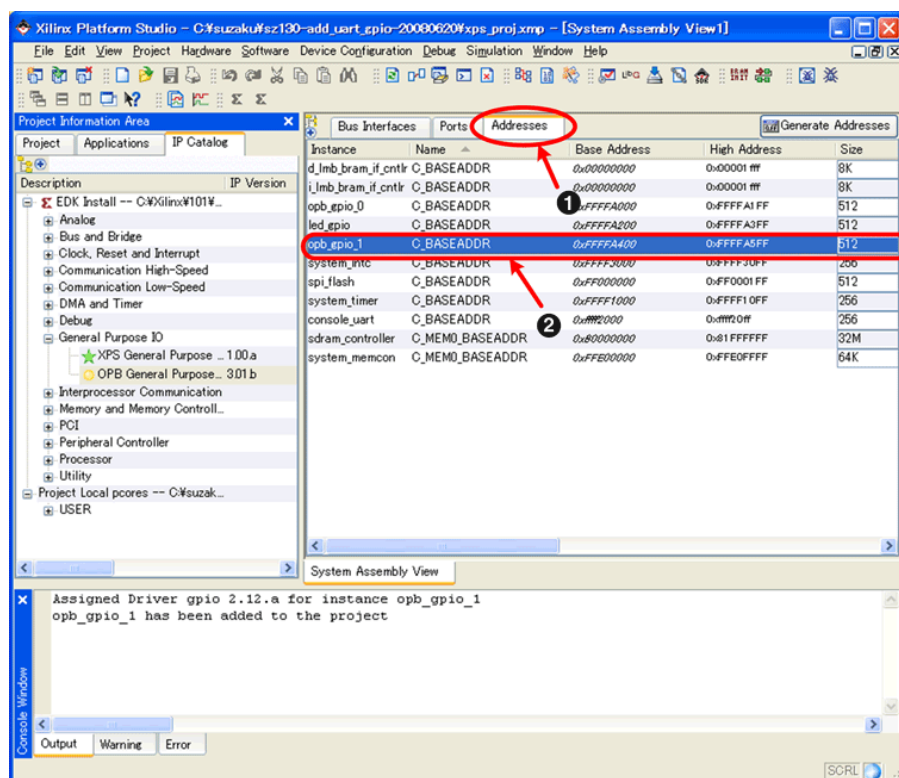 Xilinx Platform Studio - C:¥suzaku¥sz130-add_uart_gpio-20080620¥xps_proj.xmp - [System Assembly View1]
File Edit View Project Hardware Software Device Configuration Debug Simulation Window Help
Project Information Area
Project Applications IP Catalog
Description IP Version
EDK Install -- C:¥Xilinx¥101¥...
Analog
Bus and Bridge
Clock, Reset and Interrupt
Communication High-Speed
Communication Low-Speed
DMA and Timer
Debug
General Purpose IO
XPS General Purpose ... 1.00.a
OPB General Purpose... 3.01.b
Interprocessor Communication
Memory and Memory Controll...
PCI
Peripheral Controller
Processor
Utility
Project Local pcores -- C:¥suzak...
USER
Bus Interfaces Ports Addresses Generate Addresses
Instance Name Base Address High Address Size
d_lmb_bram_if_cntlr C_BASEADDR 0x00000000 0x00001fff 8K
i_lmb_bram_if_cntlr C_BASEADDR 0x00000000 0x00001fff 8K
opb_gpio_0 C_BASEADDR 0xFFFFA000 0xFFFFA1FF 512
led_gpio C_BASEADDR 0xFFFFA200 0xFFFFA3FF 512
opb_gpio_1 C_BASEADDR 0xFFFFA400 0xFFFFA5FF 512
system_intc C_BASEADDR 0xFFFF3000 0xFFFF30FF 256
spi_flash C_BASEADDR 0xFF000000 0xFF0001FF 512
system_timer C_BASEADDR 0xFFFF1000 0xFFFF10FF 256
console_uart C_BASEADDR 0xffff2000 0xffff20ff 256
sdram_controller C_MEM0_BASEADDR 0x80000000 0x81FFFFFF 32M
system_memcon C_MEM0_BASEADDR 0xFFE00000 0xFFE0FFFF 64K
1
2
System Assembly View
Assigned Driver gpio 2.12.a for instance opb_gpio_1
opb_gpio_1 has been added to the project
Console Window
Output Warning Error
SCRL